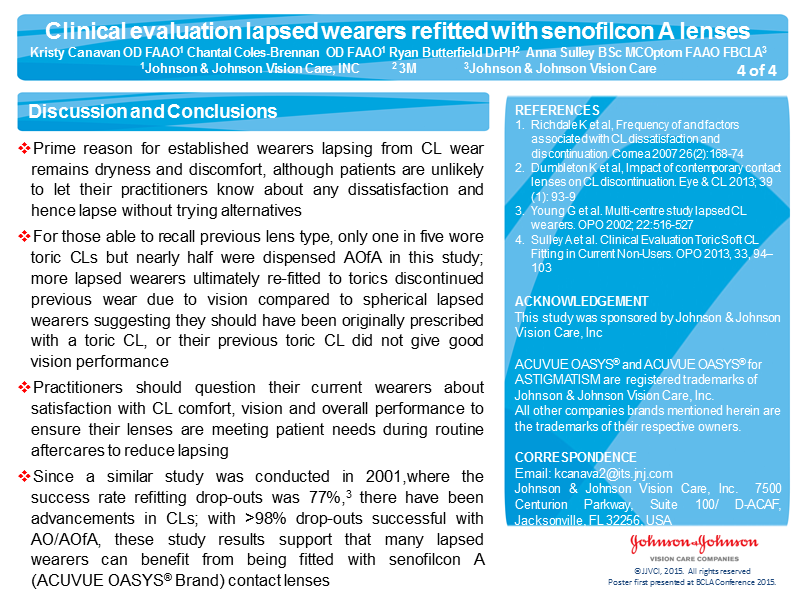 Clinical evaluation lapsed wearers refitted with senofilcon A lenses
Kristy Canavan OD FAAO¹ Chantal Coles-Brennan OD FAAO¹ Ryan Butterfield DrPH² Anna Sulley BSc MCOptom FAAO FBCLA³
¹Johnson & Johnson Vision Care, INC ² 3M ³Johnson & Johnson Vision Care
4 of 4
Discussion and Conclusions
❖Prime reason for established wearers lapsing from CL wear
remains dryness and discomfort, although patients are unlikely
to let their practitioners know about any dissatisfaction and
hence lapse without trying alternatives
❖For those able to recall previous lens type, only one in five wore
toric CLs but nearly half were dispensed AOfA in this study;
more lapsed wearers ultimately re-fitted to torics discontinued
previous wear due to vision compared to spherical lapsed
wearers suggesting they should have been originally prescribed
with a toric CL, or their previous toric CL did not give good
vision performance
❖Practitioners should question their current wearers about
satisfaction with CL comfort, vision and overall performance to
ensure their lenses are meeting patient needs during routine
aftercares to reduce lapsing
❖Since a similar study was conducted in 2001,where the
success rate refitting drop-outs was 77%,³ there have been
advancements in CLs; with >98% drop-outs successful with
AO/AOfA, these study results support that many lapsed
wearers can benefit from being fitted with senofilcon A
(ACUVUE OASYS® Brand) contact lenses
REFERENCES
1. Richdale K et al, Frequency of and factors
associated with CL dissatisfaction and
discontinuation. Cornea 2007 26(2):168-74
2. Dumbleton K et al, Impact of contemporary contact
lenses on CL discontinuation. Eye & CL 2013; 39
(1): 93-9
3. Young G et al. Multi-centre study lapsed CL
wearers. OPO 2002; 22:516-527
4. Sulley A et al. Clinical Evaluation Toric Soft CL
Fitting in Current Non-Users. OPO 2013, 33, 94–
103
ACKNOWLEDGEMENT
This study was sponsored by Johnson & Johnson
Vision Care, Inc
ACUVUE OASYS® and ACUVUE OASYS® for
ASTIGMATISM are registered trademarks of
Johnson & Johnson Vision Care, Inc.
All other companies brands mentioned herein are
the trademarks of their respective owners.
CORRESPONDENCE
Email: kcanava2@its.jnj.com
Johnson & Johnson Vision Care, Inc. 7500
Centurion Parkway, Suite 100/ D-ACAF,
Jacksonville, FL 32256, USA
Johnson & Johnson
VISION CARE COMPANIES
©JJVCI, 2015. All rights reserved
Poster first presented at BCLA Conference 2015.